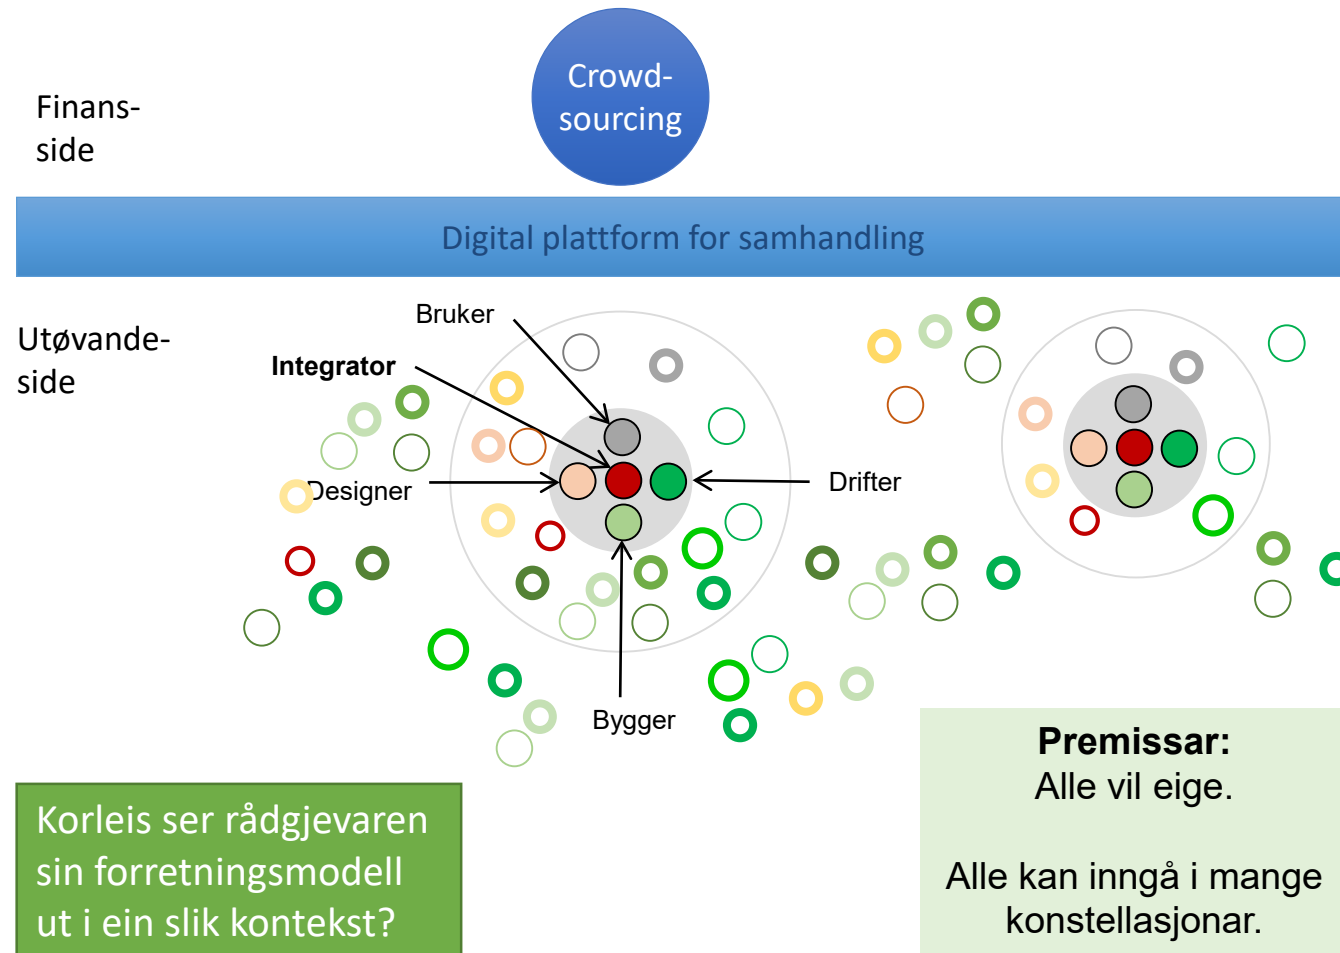 Crowd-
sourcing
Finans-
side
Digital plattform for samhandling
Utøvande-
side
Bruker
Integrator
Designer
Drifter
Bygger
Korleis ser rådgjevaren
sin forretningsmodell
ut i ein slik kontekst?
Premissar:
Alle vil eige.
Alle kan inngå i mange
konstellasjonar.